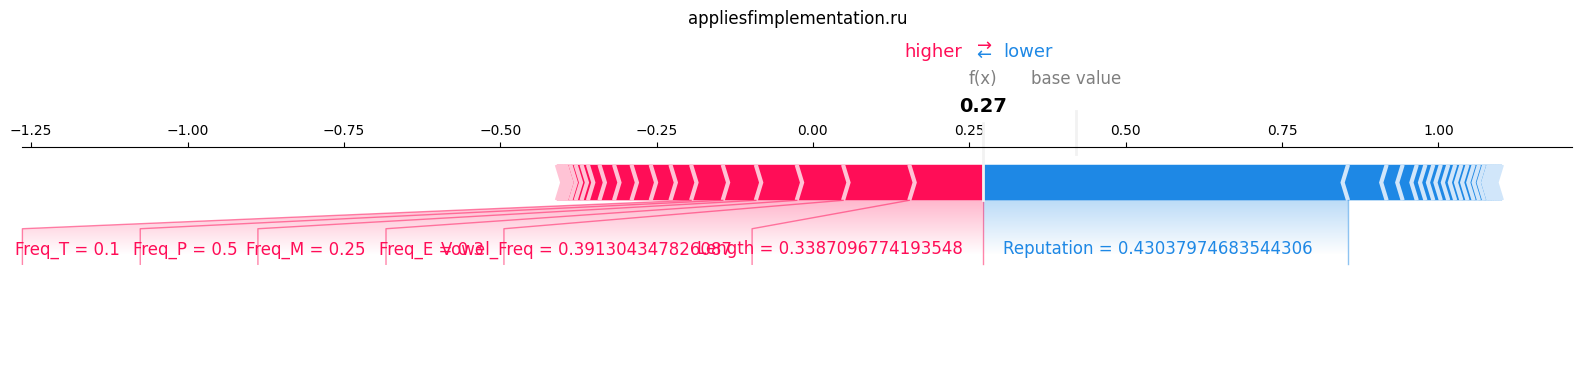 appliesfimplementation.ru
higher ⇄ lower
f(x) base value
0.27
−1.25 −1.00 −0.75 −0.50 −0.25 0.00 0.25 0.50 0.75 1.00
Freq_T = 0.1 Freq_P = 0.5 Freq_M = 0.25 Freq_E = 0.3 Vowel_Freq = 0.391304347826087 Length = 0.3387096774193548 Reputation = 0.43037974683544306